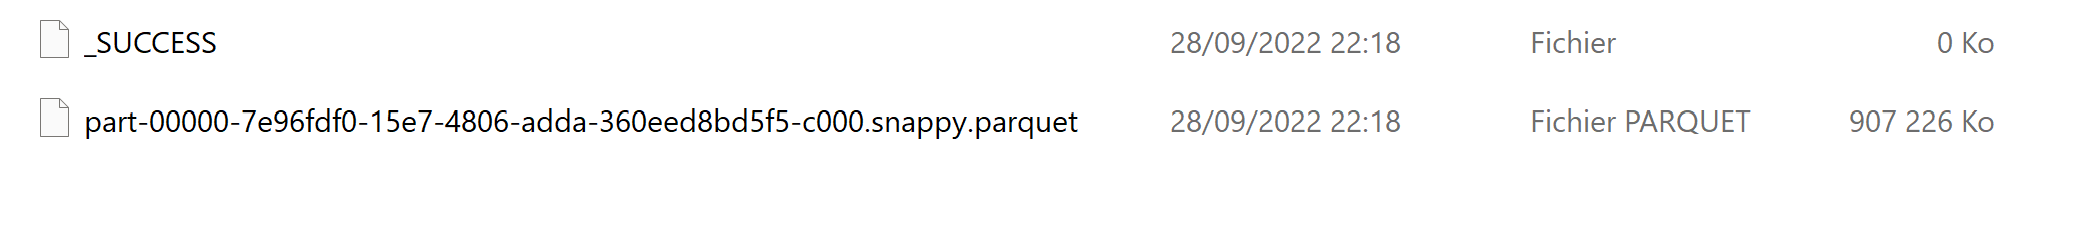 _SUCCESS 28/09/2022 22:18 Fichier 0 Ko
part-00000-7e96fdf0-15e7-4806-adda-360eed8bd5f5-c000.snappy.parquet 28/09/2022 22:18 Fichier PARQUET 907 226 Ko